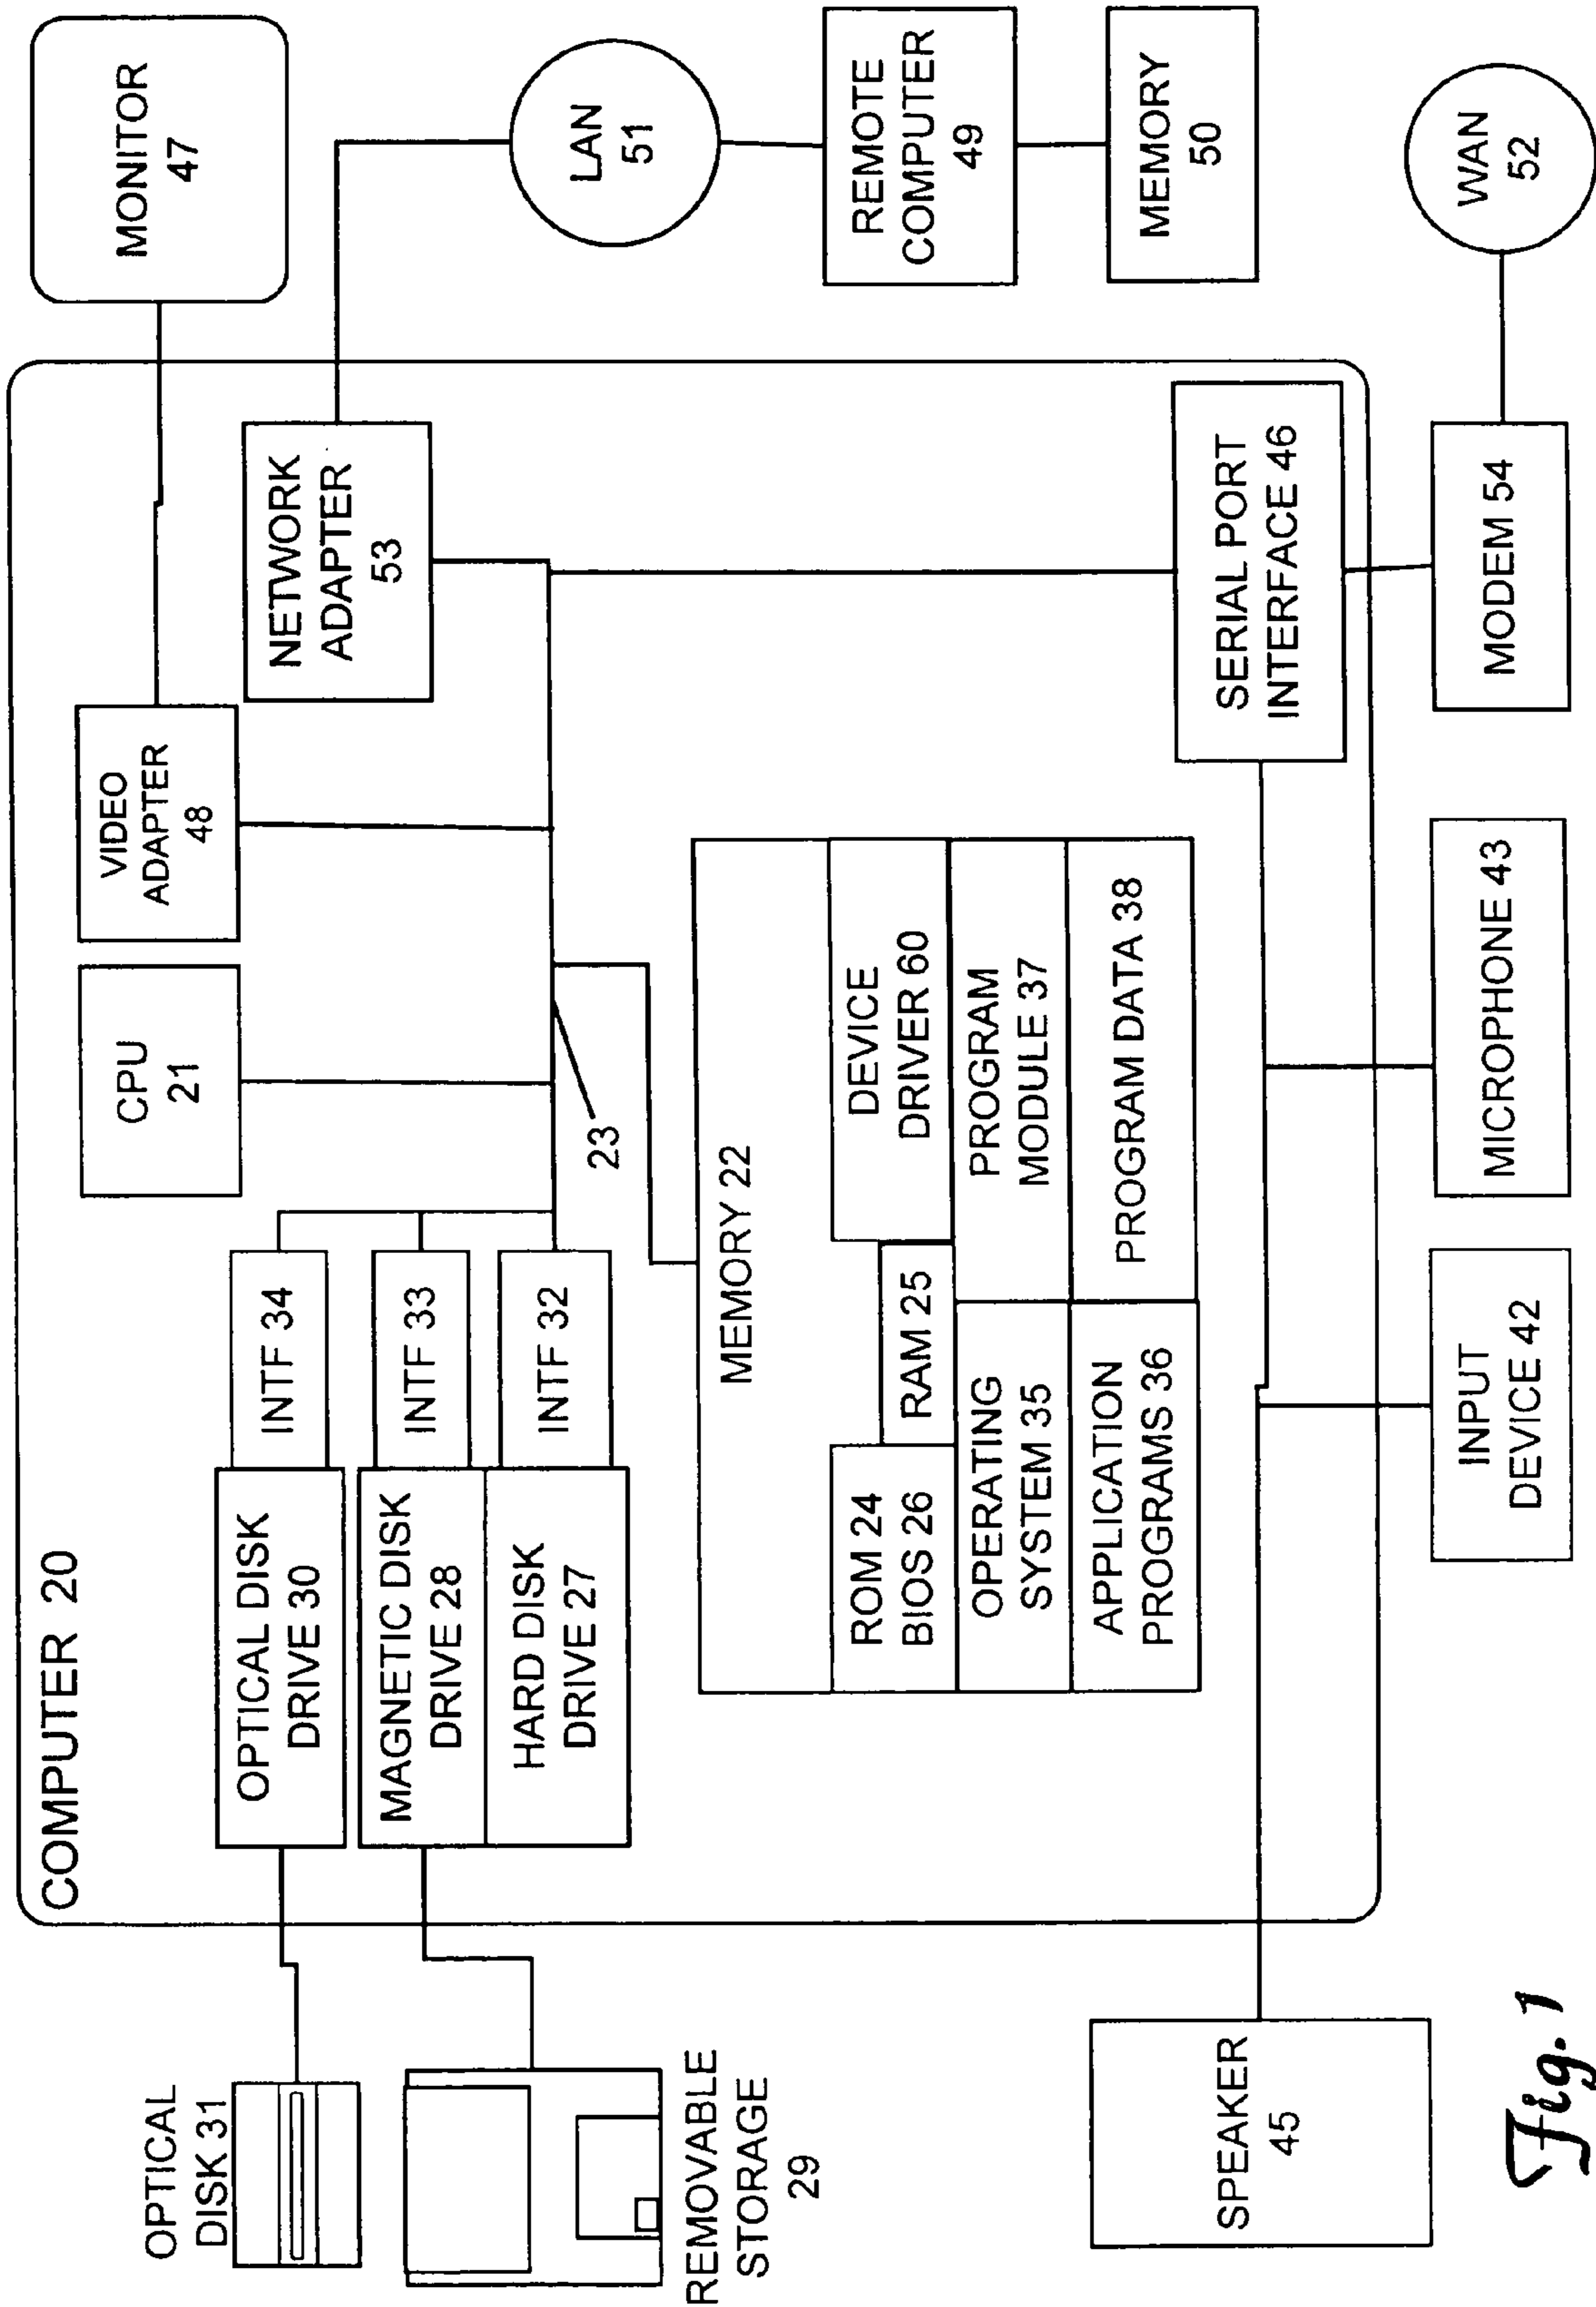 COMPUTER 20
MONITOR
47
VIDEO
ADAPTER
48
CPU
21
NETWORK
ADAPTER
53
LAN
51
REMOTE
COMPUTER
49
MEMORY
50
WAN
52
OPTICAL
DISK 31
OPTICAL DISK
DRIVE 30
INTF 34
MAGNETIC DISK
DRIVE 28
INTF 33
HARD DISK
DRIVE 27
INTF 32
REMOVABLE
STORAGE
29
23
MEMORY 22
ROM 24
BIOS 26
RAM 25
DEVICE
DRIVER 60
OPERATING
SYSTEM 35
PROGRAM
MODULE 37
APPLICATION
PROGRAMS 36
PROGRAM DATA 38
SERIAL PORT
INTERFACE 46
SPEAKER
45
INPUT
DEVICE 42
MICROPHONE 43
MODEM 54
Fig. 1